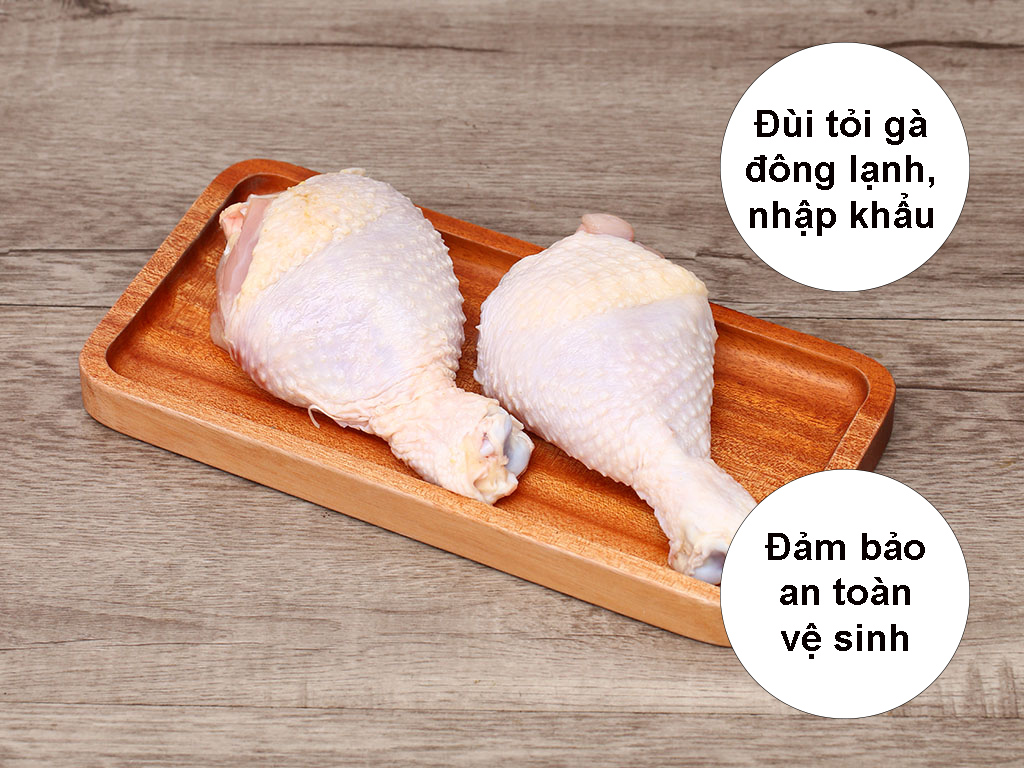 Đùi tỏi gà
đông lạnh,
nhập khẩu
Đảm bảo
an toàn
vệ sinh